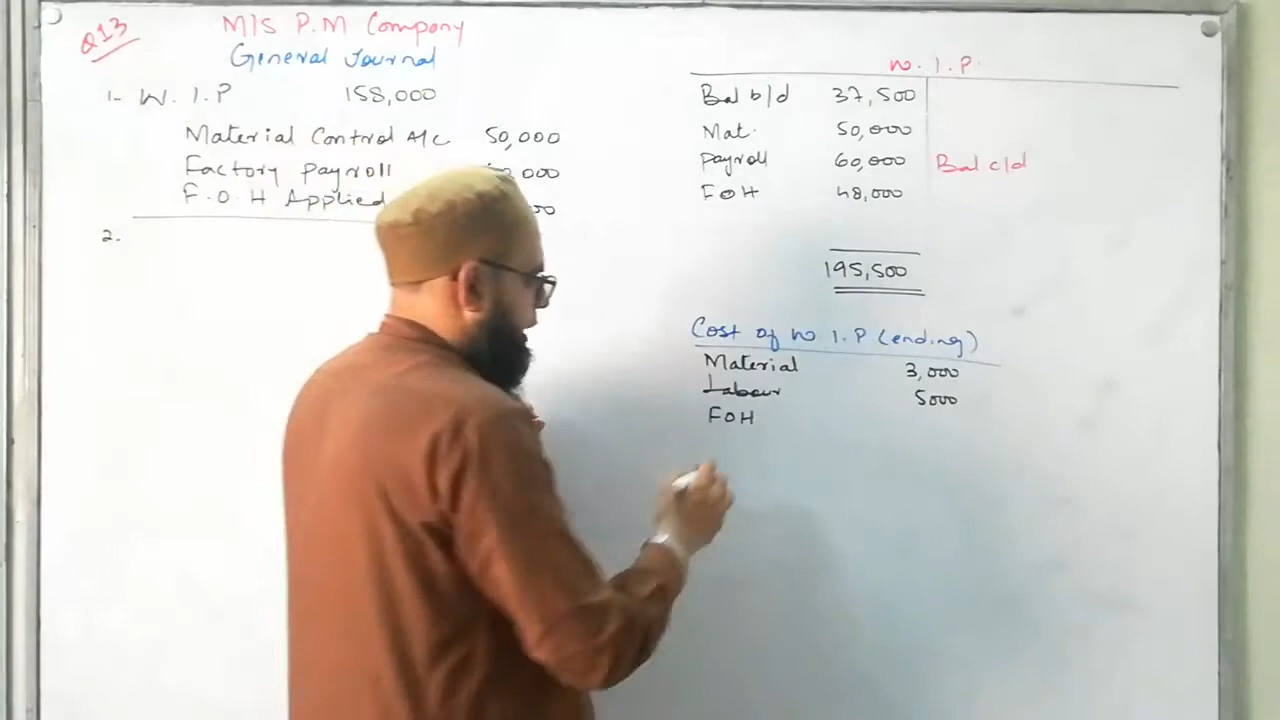 Q13
M/S P.M Company
General Journal
1- W.I.P 158,000
Material Control A/c 50,000
Factory payroll 000
F.O.H Applied 00
2.
W.I.P.
Bal b/d 37,500
Mat. 50,000
payroll 60,000 Bal c/d
FOH 48,000
195,500
Cost of W I.P (ending)
Material 3,000
Labour 5000
FOH